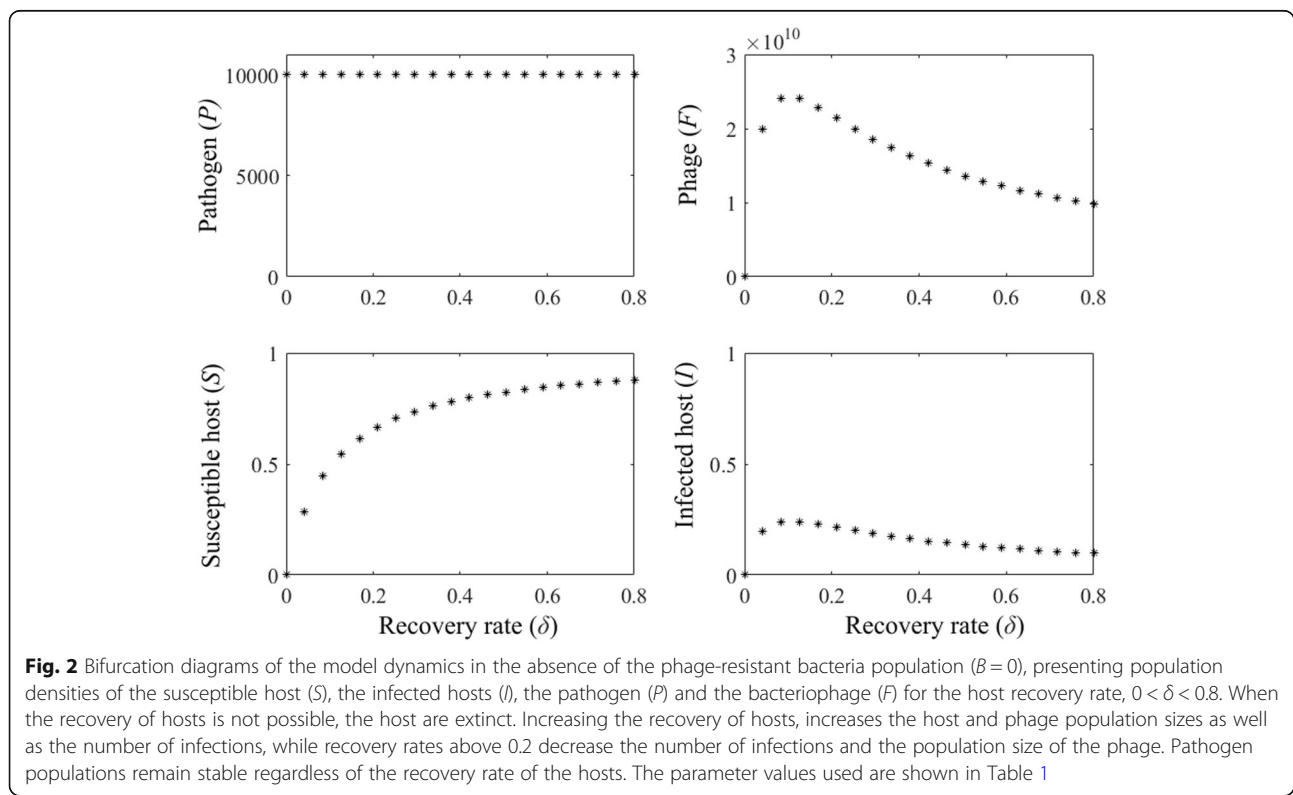 ×10^10
10000
5000
0
Pathogen (P)
0 0.2 0.4 0.6 0.8
3
2
1
0
Phage (F)
0 0.2 0.4 0.6 0.8
1
0.5
0
Susceptible host (S)
0 0.2 0.4 0.6 0.8
Recovery rate (δ)
1
0.5
0
Infected host (I)
0 0.2 0.4 0.6 0.8
Recovery rate (δ)
Fig. 2 Bifurcation diagrams of the model dynamics in the absence of the phage-resistant bacteria population (B = 0), presenting population
densities of the susceptible host (S), the infected hosts (I), the pathogen (P) and the bacteriophage (F) for the host recovery rate, 0 < δ < 0.8. When
the recovery of hosts is not possible, the host are extinct. Increasing the recovery of hosts, increases the host and phage population sizes as well
as the number of infections, while recovery rates above 0.2 decrease the number of infections and the population size of the phage. Pathogen
populations remain stable regardless of the recovery rate of the hosts. The parameter values used are shown in Table 1